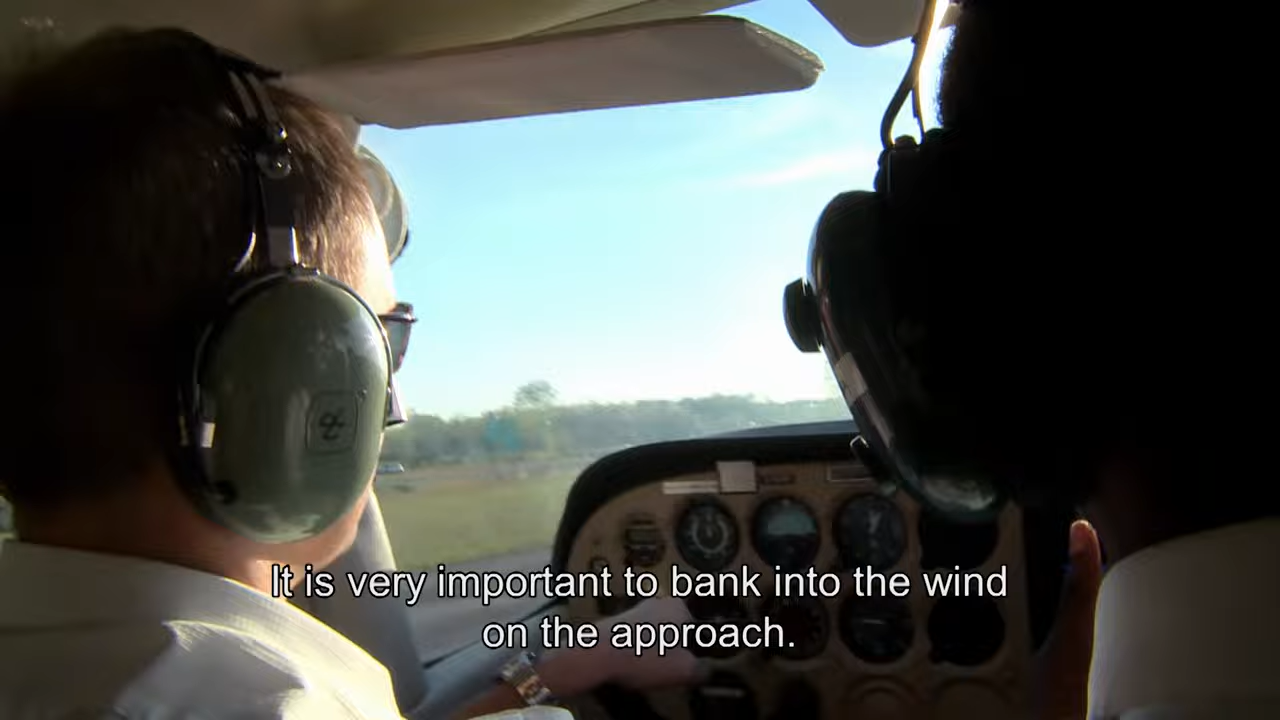 It is very important to bank into the wind
on the approach.